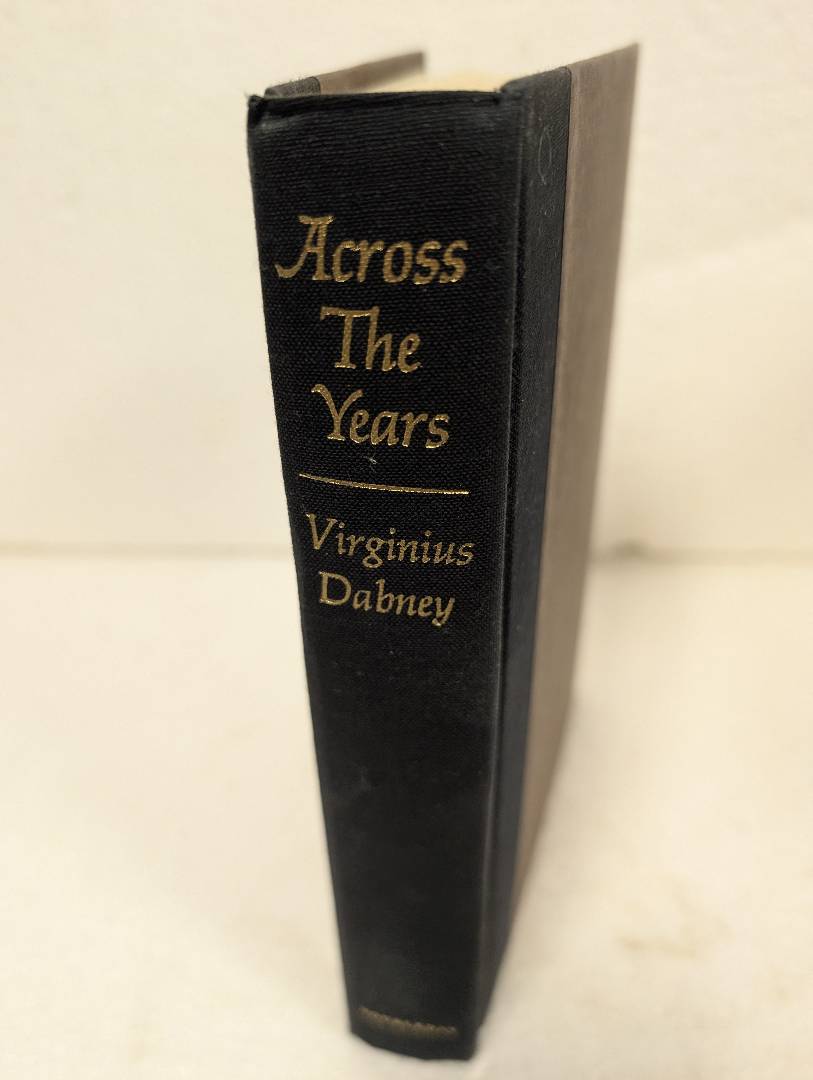 Across
The
Years
Virginius
Dabney